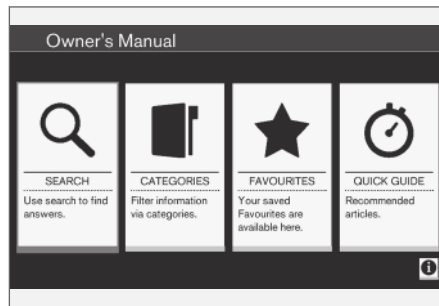 Owner's Manual
SEARCH
Use search to find
answers.
CATEGORIES
Filter information
via categories.
FAVOURITES
Your saved
Favourites are
available here.
QUICK GUIDE
Recommended
articles.